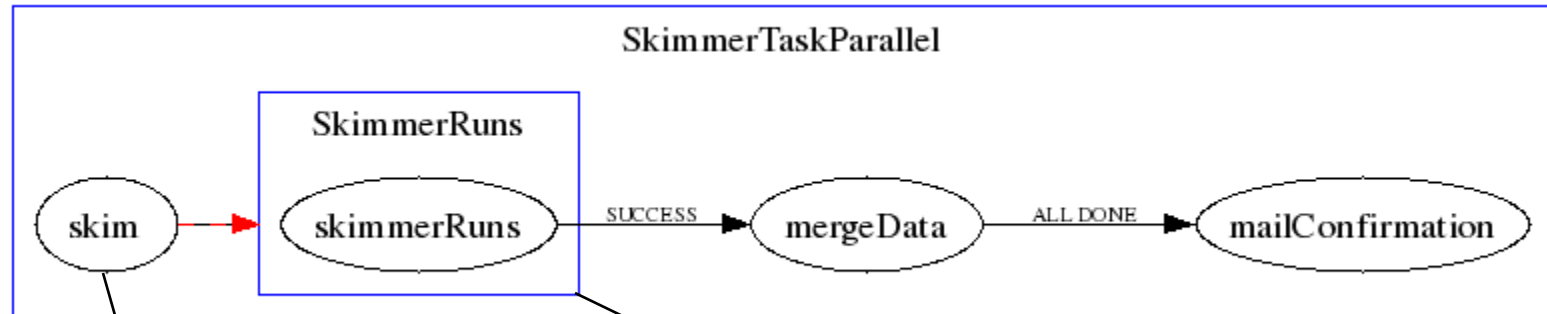 SkimmerTaskParallel
SkimmerRuns
skim
skimmerRuns
SUCCESS
mergeData
ALL DONE
mailConfirmation